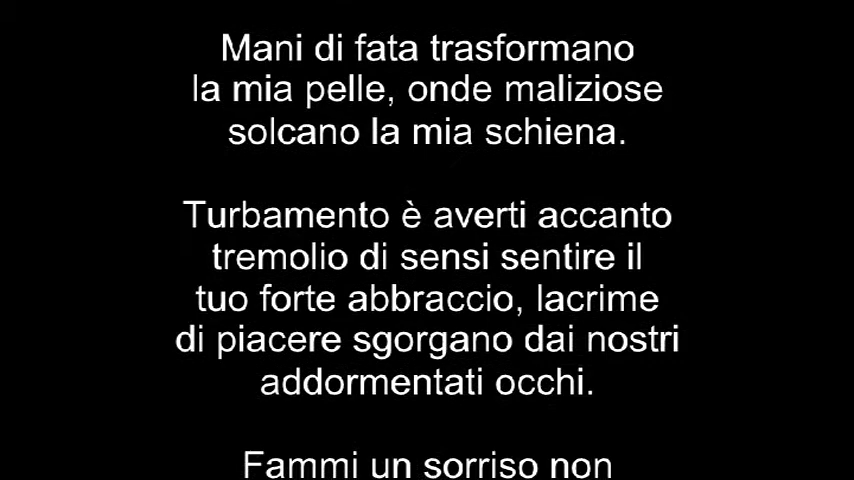 Mani di fata trasformano
la mia pelle, onde maliziose
solcano la mia schiena.
Turbamento è averti accanto
tremolio di sensi sentire il
tuo forte abbraccio, lacrime
di piacere sgorgano dai nostri
addormentati occhi.
Fammi un sorriso non